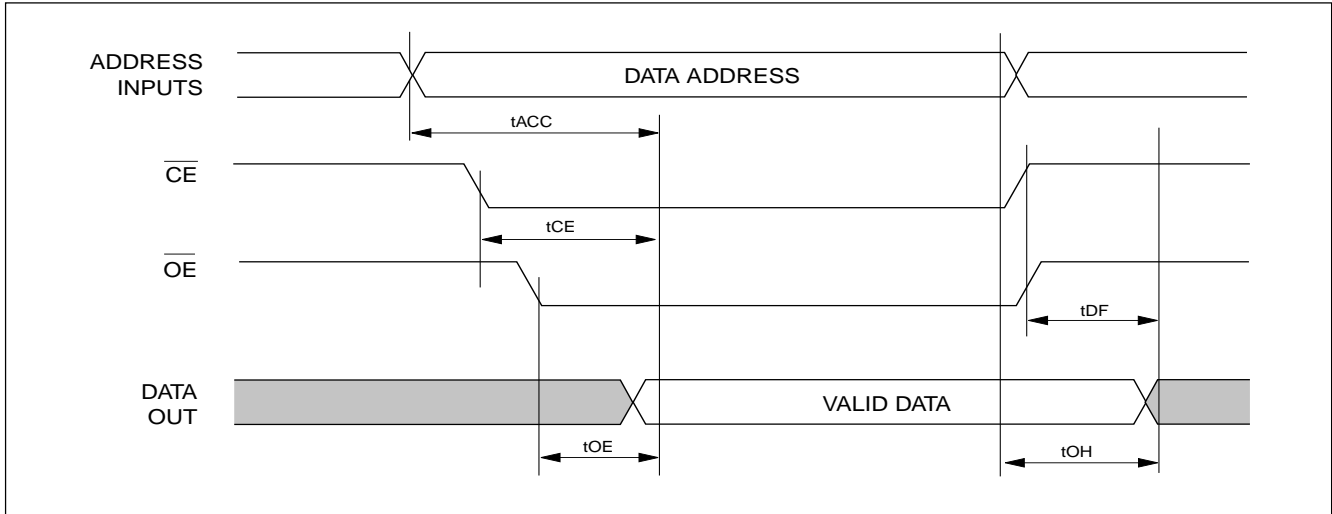 ADDRESS
INPUTS
DATA ADDRESS
tACC
CE
tCE
OE
tDF
DATA
OUT
VALID DATA
tOE
tOH